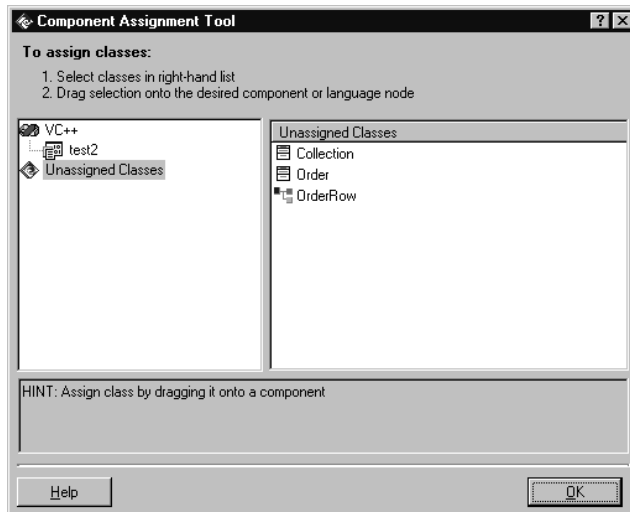 Component Assignment Tool
To assign classes:
1. Select classes in right-hand list
2. Drag selection onto the desired component or language node
VC++
test2
Unassigned Classes
Unassigned Classes
Collection
Order
OrderRow
HINT: Assign class by dragging it onto a component
Help
OK